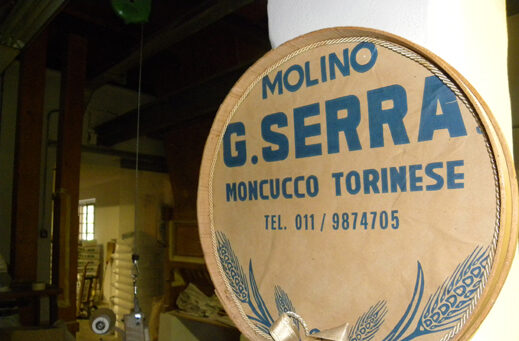 MOLINO
G. SERRA.
MONCUCCO TORINESE
TEL. 011 / 9874705